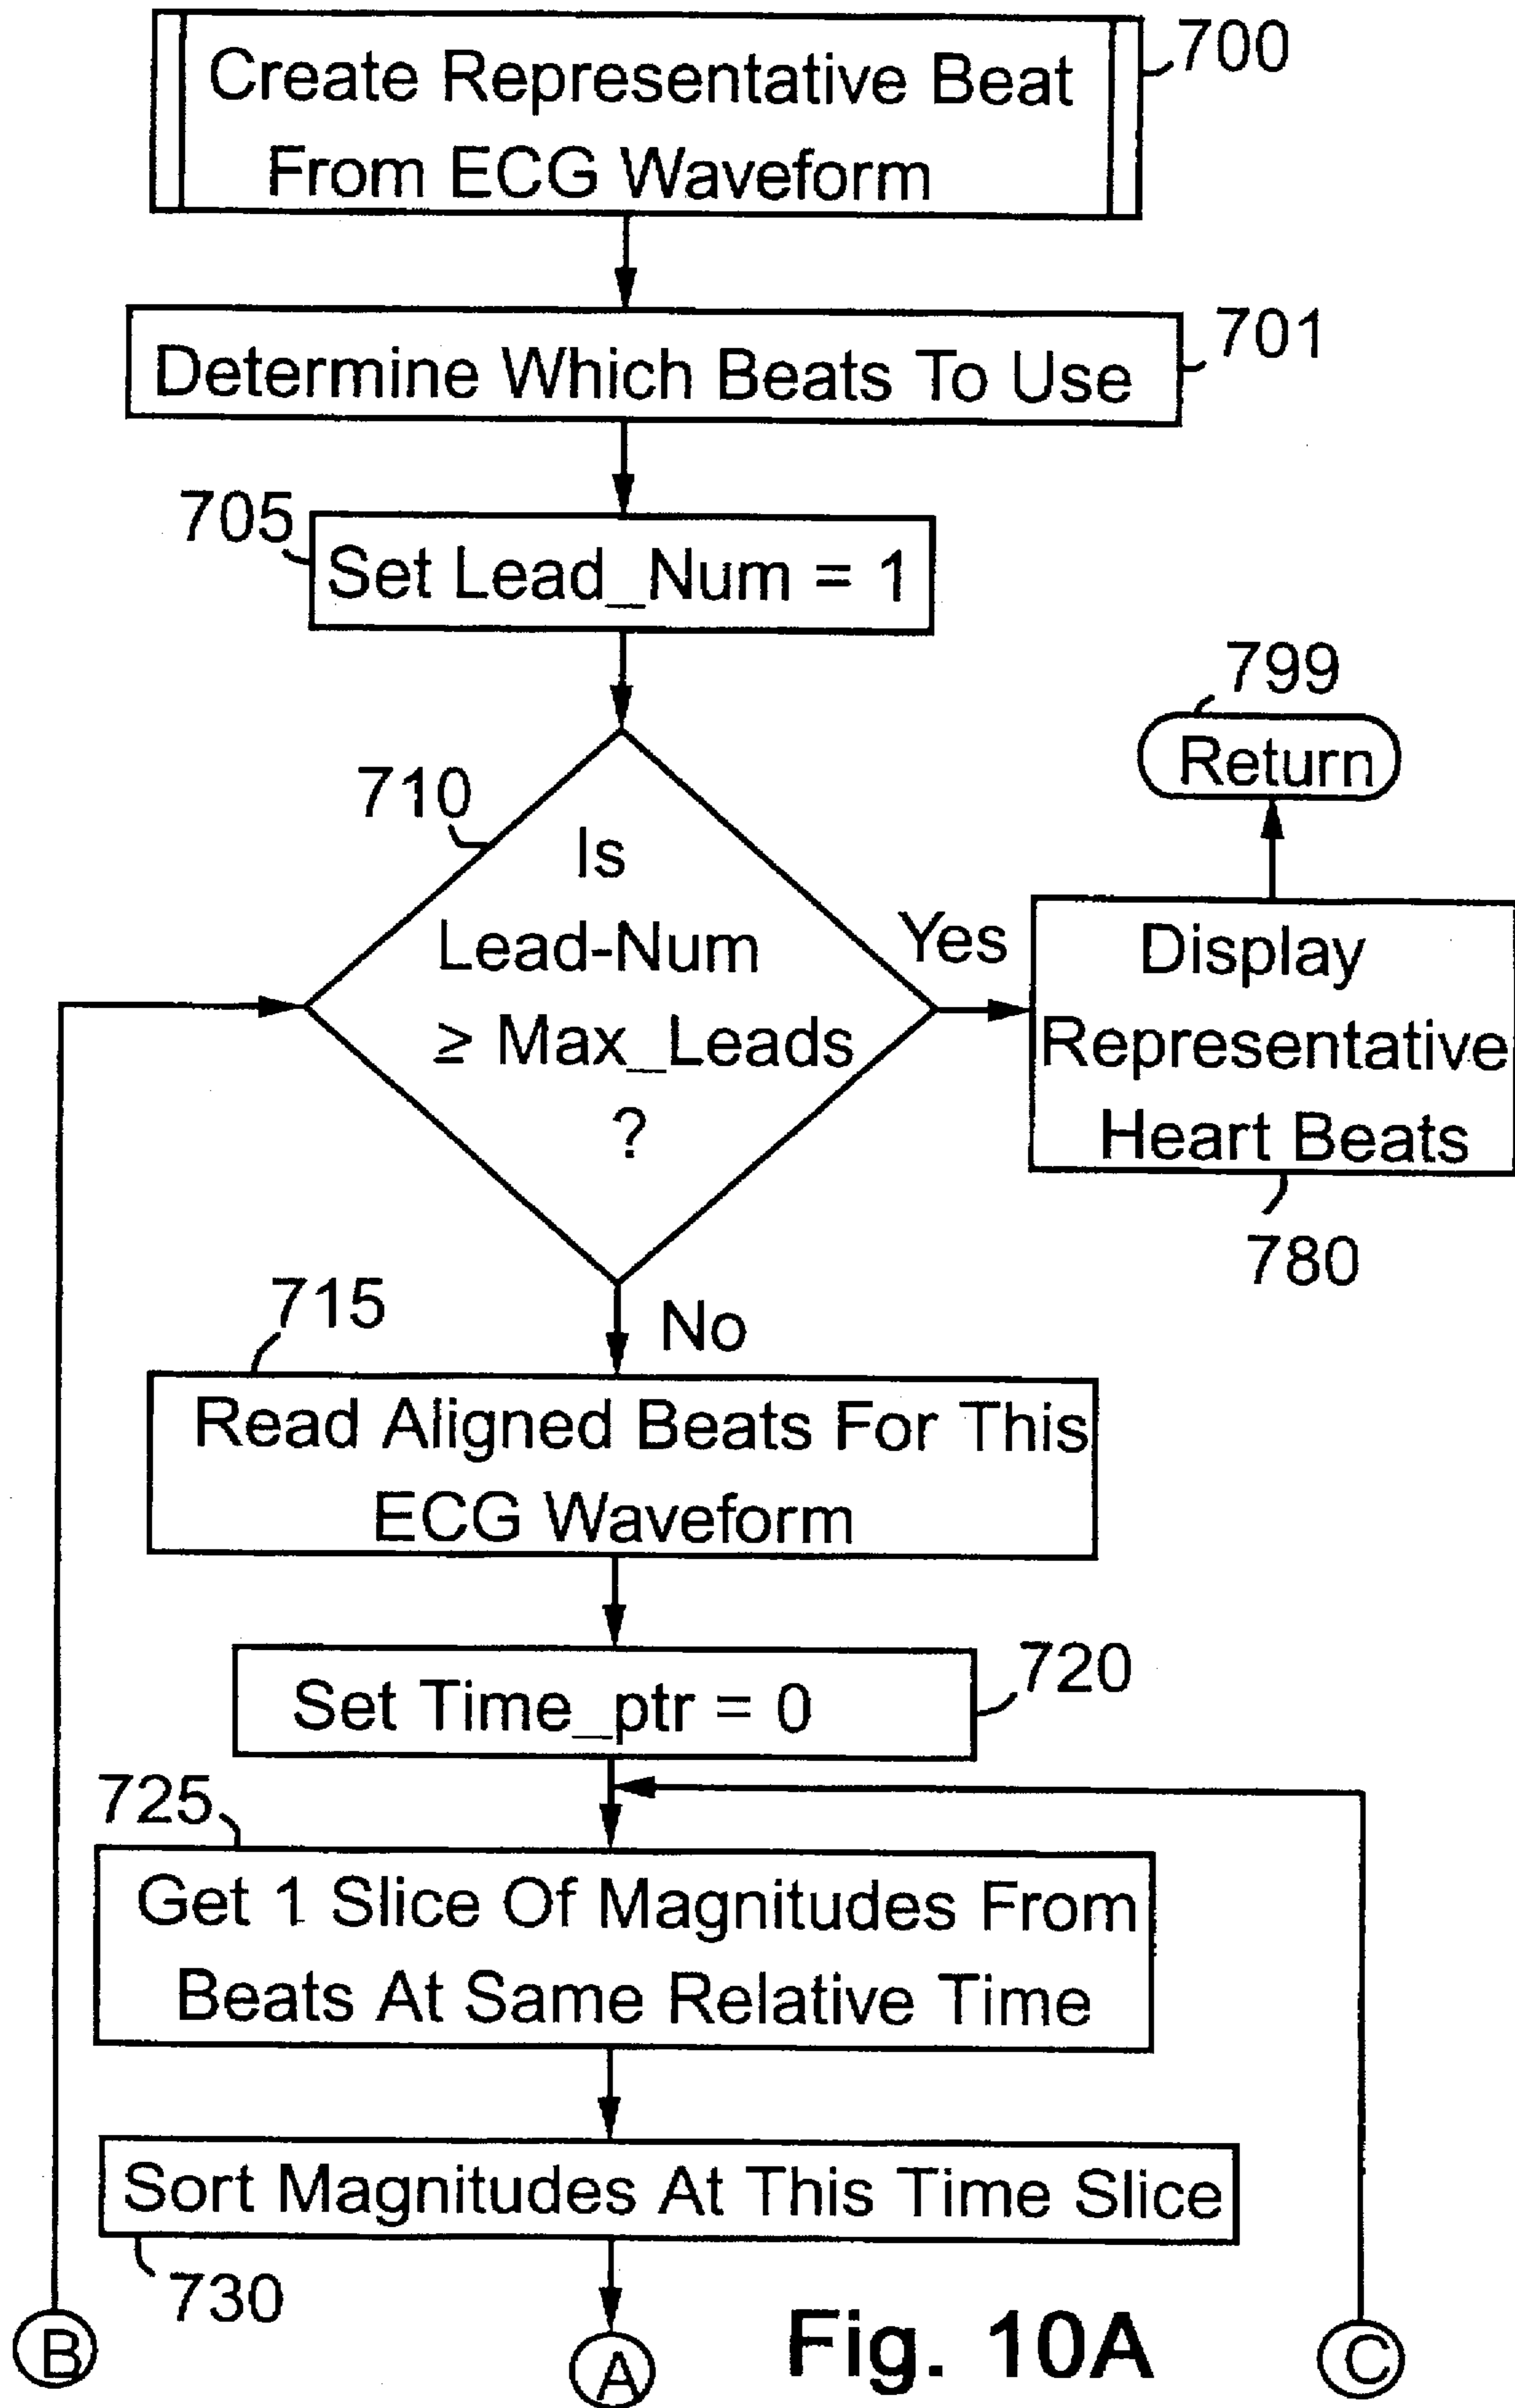 Create Representative Beat
From ECG Waveform
700
Determine Which Beats To Use
701
705
Set Lead_Num = 1
799
Return
710
Is
Lead-Num
≥ Max_Leads
?
Yes
Display
Representative
Heart Beats
780
No
715
Read Aligned Beats For This
ECG Waveform
Set Time_ptr = 0
720
725
Get 1 Slice Of Magnitudes From
Beats At Same Relative Time
Sort Magnitudes At This Time Slice
730
B
A
Fig. 10A
C